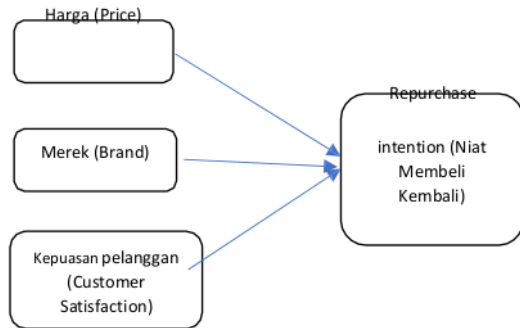 Harga (Price)
Merek (Brand)
Kepuasan pelanggan
(Customer
Satisfaction)
Repurchase
intention (Niat
Membeli
Kembali)